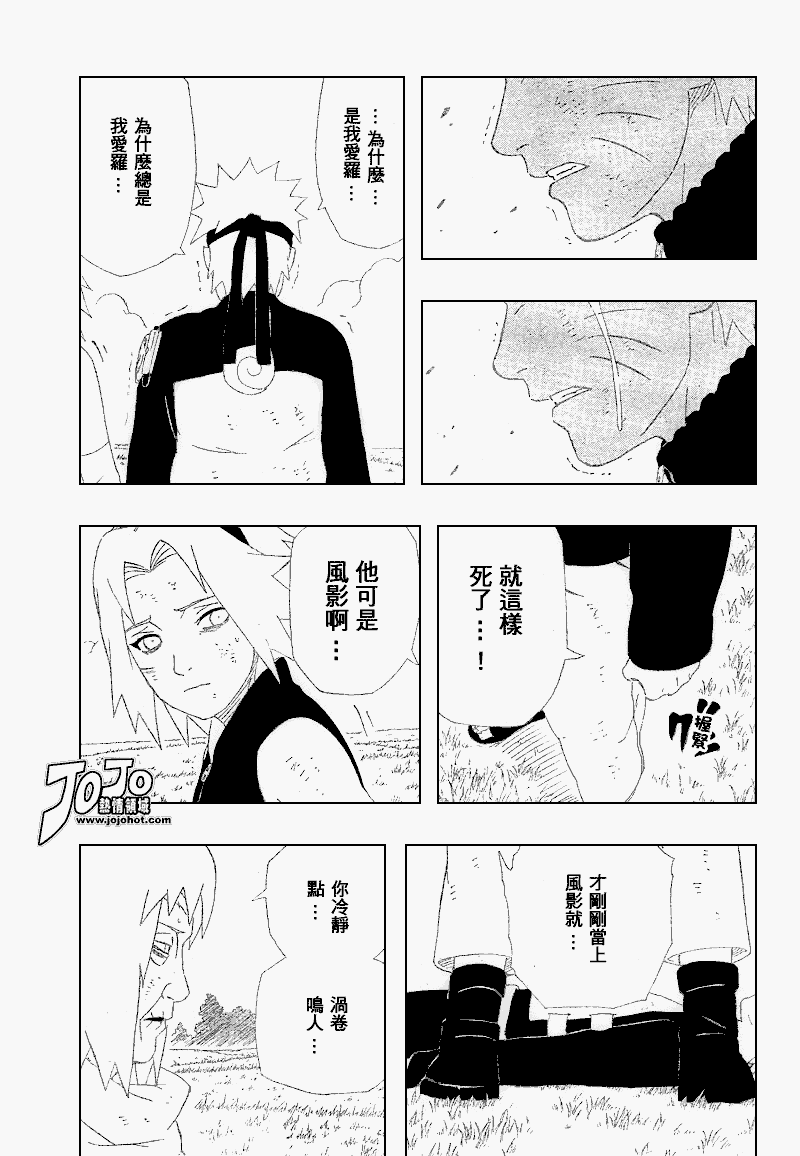 …為什麼…
是我愛羅…
為什麼總是
我愛羅…
就這樣
死了…！
握緊
他可是
風影啊…
才剛剛當上
風影就…
你冷靜
點…
渦卷
鳴人…
JOJO
熱情領域
www.jojohot.com